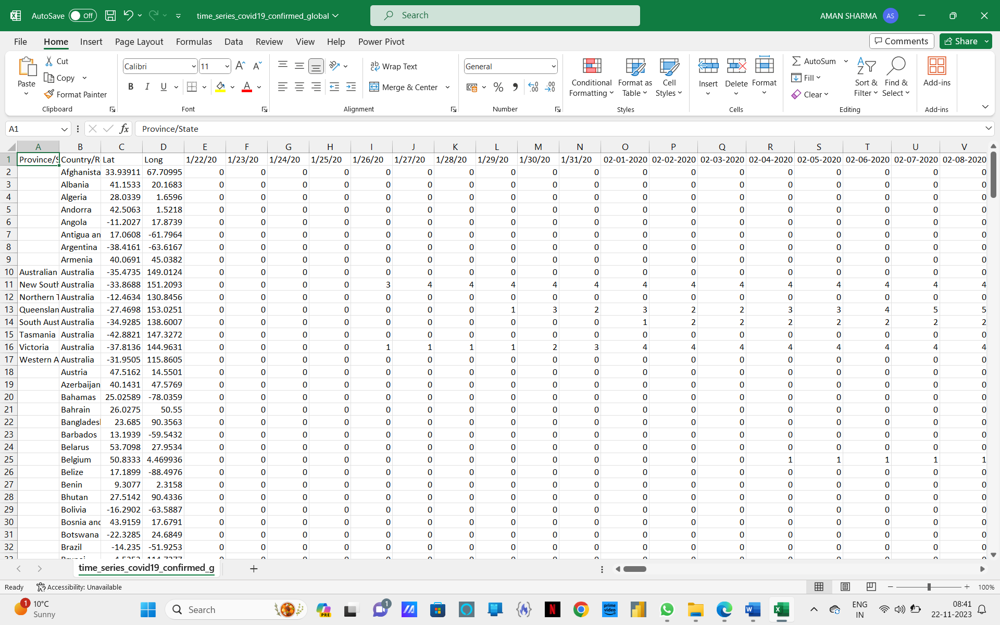 AutoSave Off time_series_covid19_confirmed_global Search AMAN SHARMA AS
File Home Insert Page Layout Formulas Data Review View Help Power Pivot Comments Share
Paste Cut Copy Format Painter Clipboard
Calibri 11 B I U A Font
Wrap Text Merge & Center Alignment
General % Number
Conditional Formatting Format as Table Cell Styles Styles
Insert Delete Format Cells
AutoSum Fill Clear Sort & Filter Find & Select Editing
Add-ins Add-ins
A1 fx Province/State
A B C D E F G H I J K L M N O P Q R S T U V
1 Province/S Country/R Lat Long 1/22/20 1/23/20 1/24/20 1/25/20 1/26/20 1/27/20 1/28/20 1/29/20 1/30/20 1/31/20 02-01-2020 02-02-2020 02-03-2020 02-04-2020 02-05-2020 02-06-2020 02-07-2020 02-08-2020
2 Afghanista 33.93911 67.70995 0 0 0 0 0 0 0 0 0 0 0 0 0 0 0 0 0 0
3 Albania 41.1533 20.1683 0 0 0 0 0 0 0 0 0 0 0 0 0 0 0 0 0 0
4 Algeria 28.0339 1.6596 0 0 0 0 0 0 0 0 0 0 0 0 0 0 0 0 0 0
5 Andorra 42.5063 1.5218 0 0 0 0 0 0 0 0 0 0 0 0 0 0 0 0 0 0
6 Angola -11.2027 17.8739 0 0 0 0 0 0 0 0 0 0 0 0 0 0 0 0 0 0
7 Antigua an 17.0608 -61.7964 0 0 0 0 0 0 0 0 0 0 0 0 0 0 0 0 0 0
8 Argentina -38.4161 -63.6167 0 0 0 0 0 0 0 0 0 0 0 0 0 0 0 0 0 0
9 Armenia 40.0691 45.0382 0 0 0 0 0 0 0 0 0 0 0 0 0 0 0 0 0 0
10 Australian Australia -35.4735 149.0124 0 0 0 0 0 0 0 0 0 0 0 0 0 0 0 0 0 0
11 New South Australia -33.8688 151.2093 0 0 0 0 3 4 4 4 4 4 4 4 4 4 4 4 4 4
12 Northern T Australia -12.4634 130.8456 0 0 0 0 0 0 0 0 0 0 0 0 0 0 0 0 0 0
13 Queenslan Australia -27.4698 153.0251 0 0 0 0 0 0 0 1 3 2 3 2 2 3 3 4 5 5
14 South Aust Australia -34.9285 138.6007 0 0 0 0 0 0 0 0 0 0 1 2 2 2 2 2 2 2
15 Tasmania Australia -42.8821 147.3272 0 0 0 0 0 0 0 0 0 0 0 0 0 0 0 0 0 0
16 Victoria Australia -37.8136 144.9631 0 0 0 0 1 1 1 1 2 3 4 4 4 4 4 4 4 4
17 Western A Australia -31.9505 115.8605 0 0 0 0 0 0 0 0 0 0 0 0 0 0 0 0 0 0
18 Austria 47.5162 14.5501 0 0 0 0 0 0 0 0 0 0 0 0 0 0 0 0 0 0
19 Azerbaijan 40.1431 47.5769 0 0 0 0 0 0 0 0 0 0 0 0 0 0 0 0 0 0
20 Bahamas 25.02589 -78.0359 0 0 0 0 0 0 0 0 0 0 0 0 0 0 0 0 0 0
21 Bahrain 26.0275 50.55 0 0 0 0 0 0 0 0 0 0 0 0 0 0 0 0 0 0
22 Banglades 23.685 90.3563 0 0 0 0 0 0 0 0 0 0 0 0 0 0 0 0 0 0
23 Barbados 13.1939 -59.5432 0 0 0 0 0 0 0 0 0 0 0 0 0 0 0 0 0 0
24 Belarus 53.7098 27.9534 0 0 0 0 0 0 0 0 0 0 0 0 0 0 0 0 0 0
25 Belgium 50.8333 4.469936 0 0 0 0 0 0 0 0 0 0 0 0 0 1 1 1 1 1
26 Belize 17.1899 -88.4976 0 0 0 0 0 0 0 0 0 0 0 0 0 0 0 0 0 0
27 Benin 9.3077 2.3158 0 0 0 0 0 0 0 0 0 0 0 0 0 0 0 0 0 0
28 Bhutan 27.5142 90.4336 0 0 0 0 0 0 0 0 0 0 0 0 0 0 0 0 0 0
29 Bolivia -16.2902 -63.5887 0 0 0 0 0 0 0 0 0 0 0 0 0 0 0 0 0 0
30 Bosnia and 43.9159 17.6791 0 0 0 0 0 0 0 0 0 0 0 0 0 0 0 0 0 0
31 Botswana -22.3285 24.6849 0 0 0 0 0 0 0 0 0 0 0 0 0 0 0 0 0 0
32 Brazil -14.235 -51.9253 0 0 0 0 0 0 0 0 0 0 0 0 0 0 0 0 0 0
time_series_covid19_confirmed_g
Ready Accessibility: Unavailable 100%
1 10°C Sunny Search PRE 1 N prime video W X ENG IN 08:41 22-11-2023